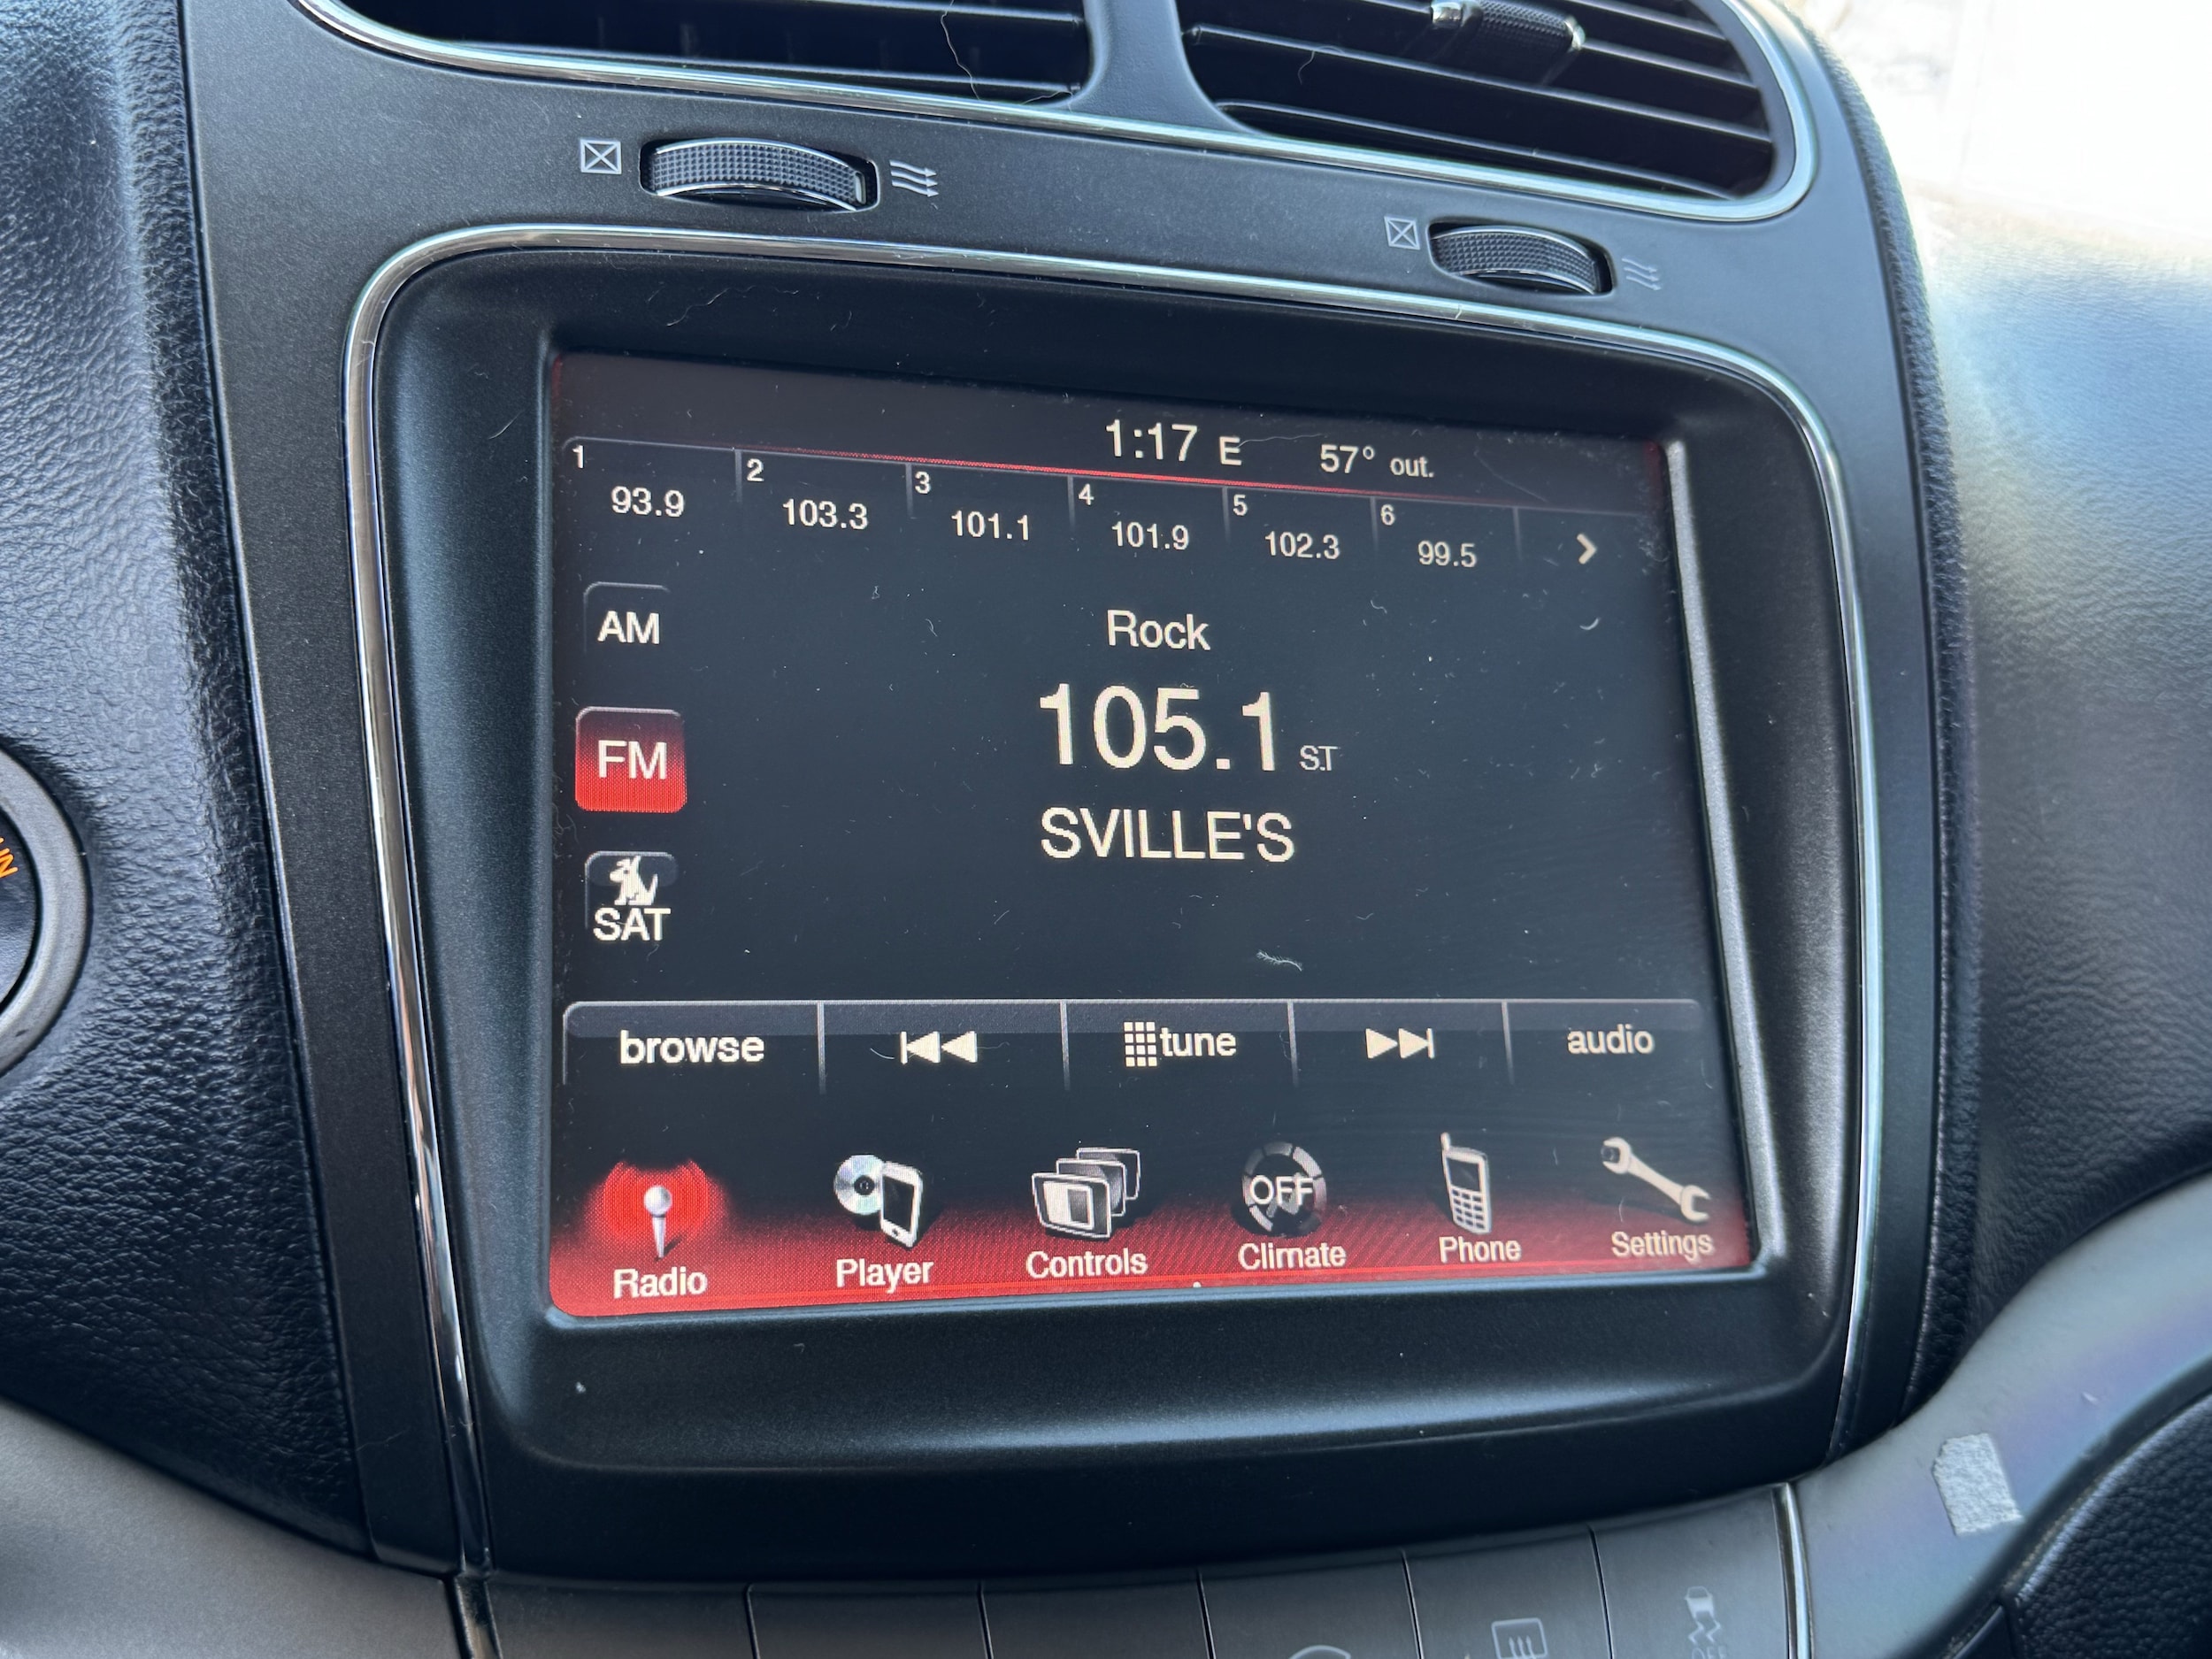 1:17 E 57° out.
1 93.9 2 103.3 3 101.1 4 101.9 5 102.3 6 99.5
AM
Rock
FM
105.1 ST
SVILLE'S
SAT
browse tune audio
OFF
Radio Player Controls Climate Phone Settings
OFF